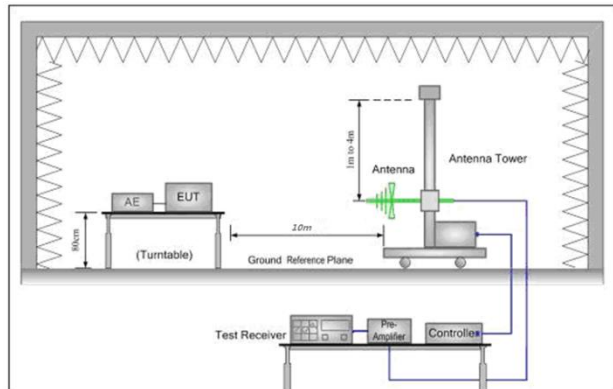 1m to 4m
Antenna
Antenna Tower
AE
EUT
80cm
(Turntable)
10m
Ground Reference Plane
Test Receiver
Pre-
Amplifier
Controller